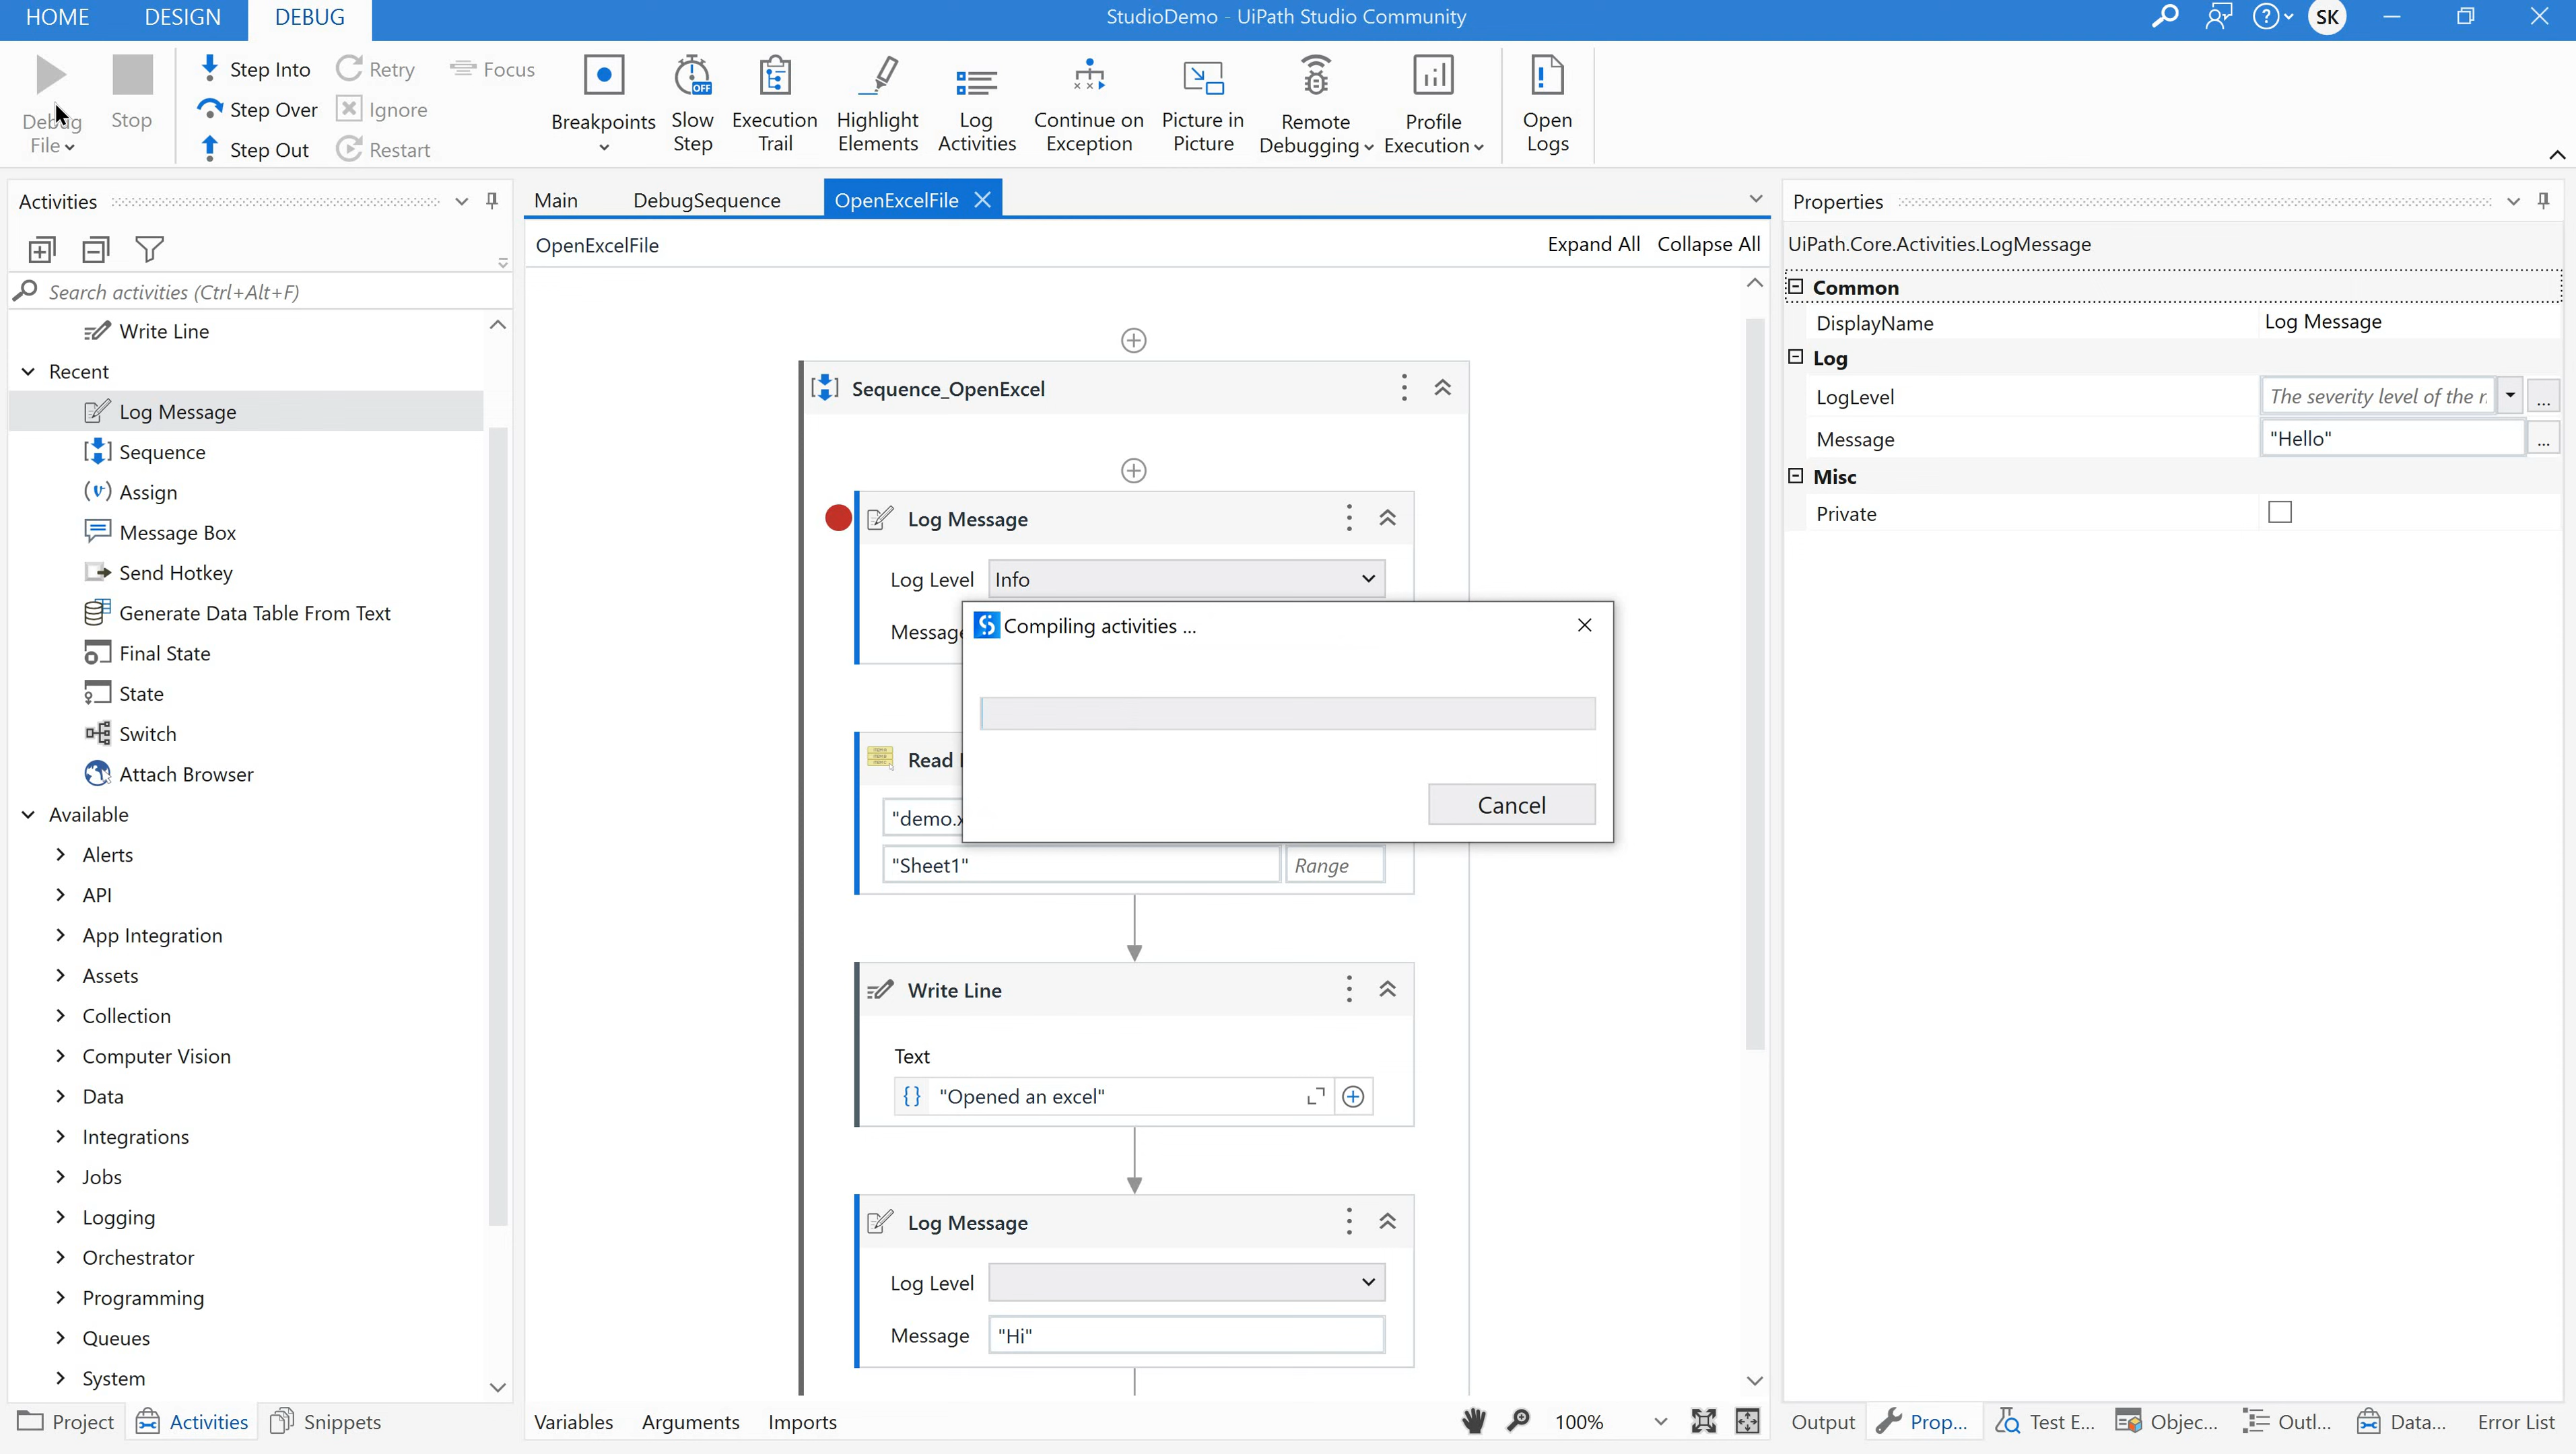 HOME DESIGN DEBUG StudioDemo - UiPath Studio Community SK
Debug File Stop
Step Into Retry Focus
Step Over Ignore
Step Out Restart
Breakpoints
Slow Step
Execution Trail
Highlight Elements
Log Activities
Continue on Exception
Picture in Picture
Remote Debugging
Profile Execution
Open Logs
Activities
Search activities (Ctrl+Alt+F)
Write Line
Recent
Log Message
Sequence
Assign
Message Box
Send Hotkey
Generate Data Table From Text
Final State
State
Switch
Attach Browser
Available
Alerts
API
App Integration
Assets
Collection
Computer Vision
Data
Integrations
Jobs
Logging
Orchestrator
Programming
Queues
System
Project Activities Snippets
Main DebugSequence OpenExcelFile
OpenExcelFile Expand All Collapse All
Sequence_OpenExcel
Log Message
Log Level Info
Message
Compiling activities ...
Cancel
Read
"demo.x
"Sheet1" Range
Write Line
Text
{} "Opened an excel"
Log Message
Log Level
Message "Hi"
Variables Arguments Imports 100%
Properties
UiPath.Core.Activities.LogMessage
Common
DisplayName Log Message
Log
LogLevel The severity level of the ...
Message "Hello" ...
Misc
Private
Output Prop... Test E... Objec... Outl... Data... Error List